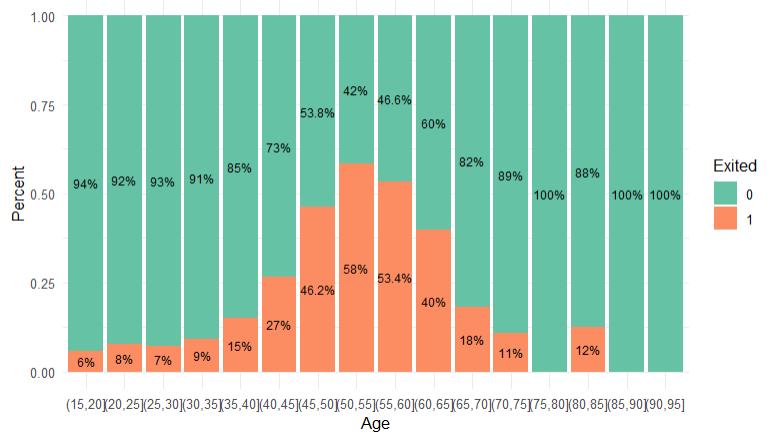 1.00
0.75
0.50
0.25
0.00
Percent
94% 92% 93% 91% 85% 73% 53.8% 42% 46.6% 60% 82% 89% 100% 88% 100% 100%
6% 8% 7% 9% 15% 27% 46.2% 58% 53.4% 40% 18% 11% 12%
(15,20] (20,25] (25,30] (30,35] (35,40] (40,45] (45,50] (50,55] (55,60] (60,65] (65,70] (70,75] (75,80] (80,85] (85,90] (90,95]
Age
Exited
0
1